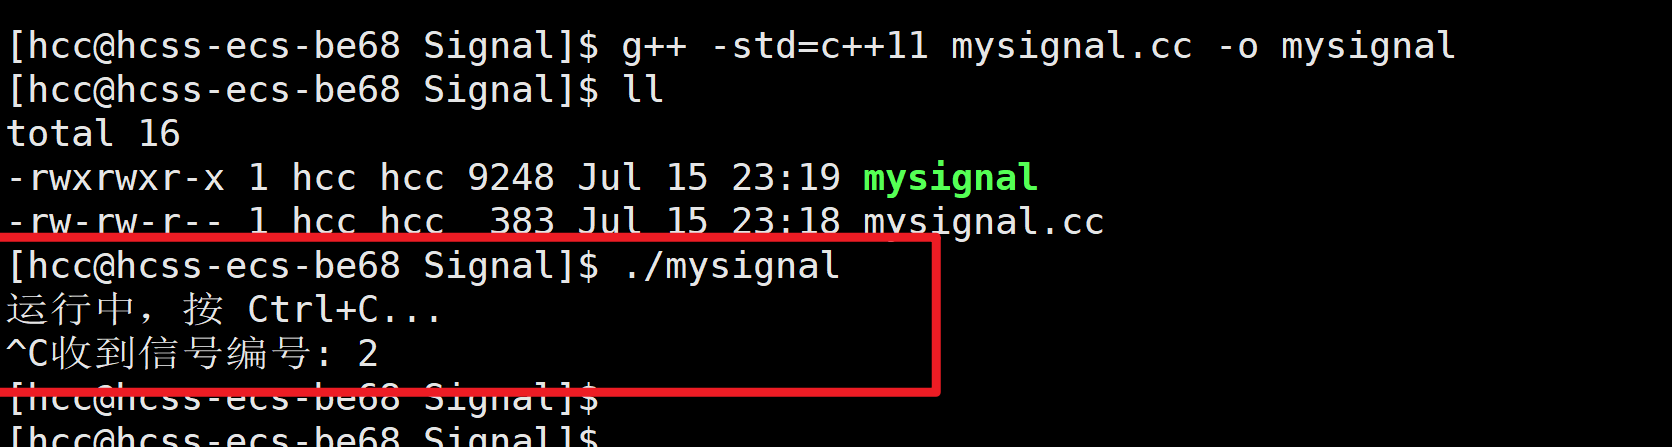 [hcc@hcss-ecs-be68 Signal]$ g++ -std=c++11 mysignal.cc -o mysignal
[hcc@hcss-ecs-be68 Signal]$ ll
total 16
-rwxrwxr-x 1 hcc hcc 9248 Jul 15 23:19 mysignal
-rw-rw-r-- 1 hcc hcc  383 Jul 15 23:18 mysignal.cc
[hcc@hcss-ecs-be68 Signal]$ ./mysignal
运行中，按 Ctrl+C...
^C收到信号编号: 2
[hcc@hcss-ecs-be68 Signal]$
[hcc@hcss-ecs-be68 Signal]$